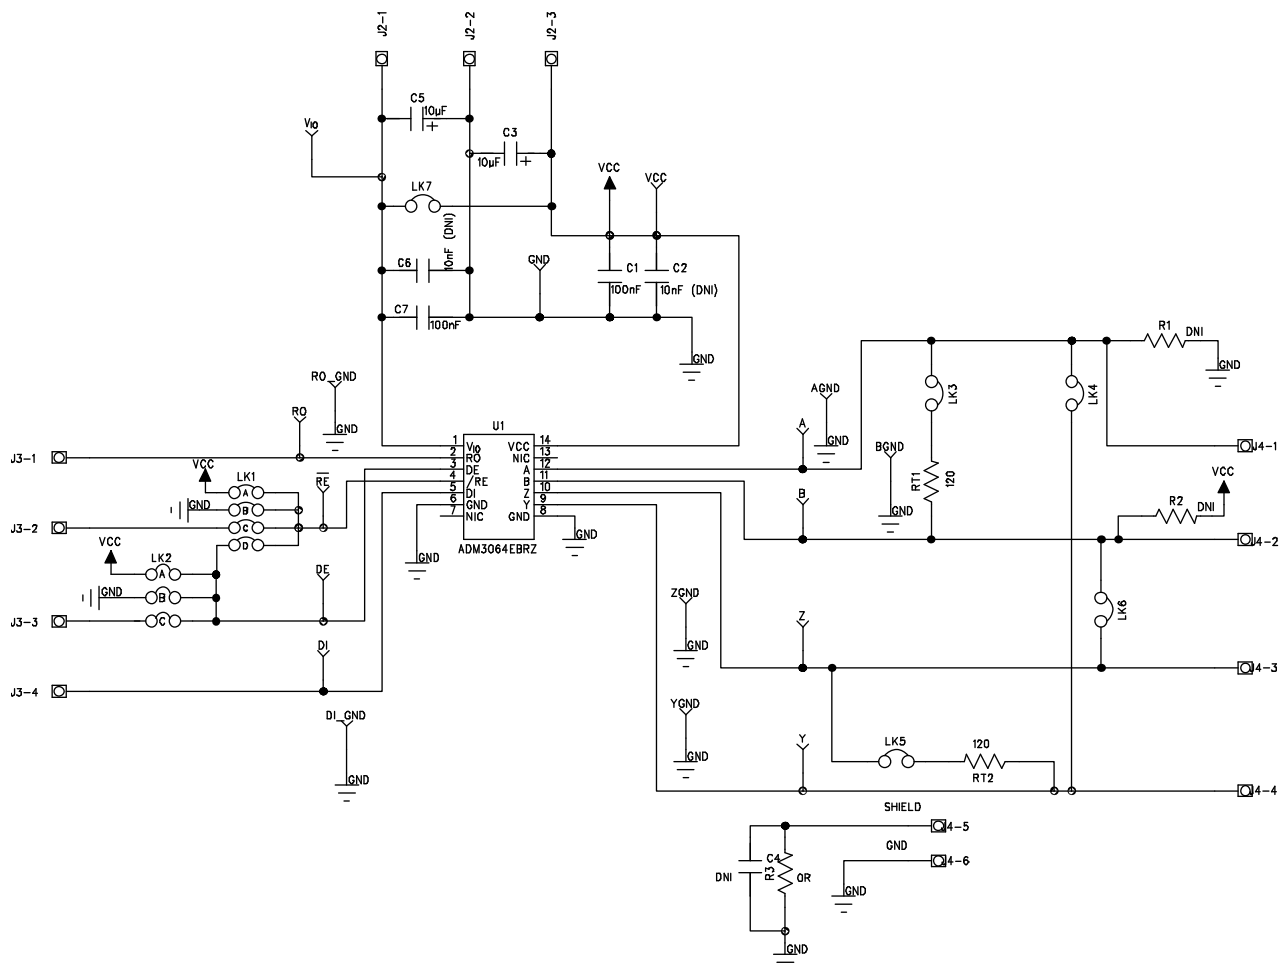 J2-1
J2-2
J2-3
C5
10µF
VIO
C3
10µF
VCC
VCC
LK7
(DNI)
10nF
C6
GND
C1
100nF
C2
10nF (DNI)
C7
100nF
GND
R1
DNI
GND
RO_GND
GND
RO
LK3
LK4
AGND
GND
A
U1
J3-1
1
2
3
4
5
6
7
VIO
RO
DE
/RE
DI
GND
NIC
VCC
NIC
A
B
Z
Y
GND
14
13
12
11
10
9
8
ADM3064EBRZ
J4-1
BGND
GND
RT1
120
VCC
LK1
A
GND
B
C
D
RE
J3-2
B
R2
DNI
VCC
J4-2
GND
GND
VCC
LK2
A
GND
B
C
DE
J3-3
ZGND
GND
LK6
Z
J4-3
DI
J3-4
DI_GND
GND
YGND
GND
Y
LK5
120
RT2
J4-4
SHIELD
J4-5
GND
J4-6
GND
C4
DNI
R3
0R
GND